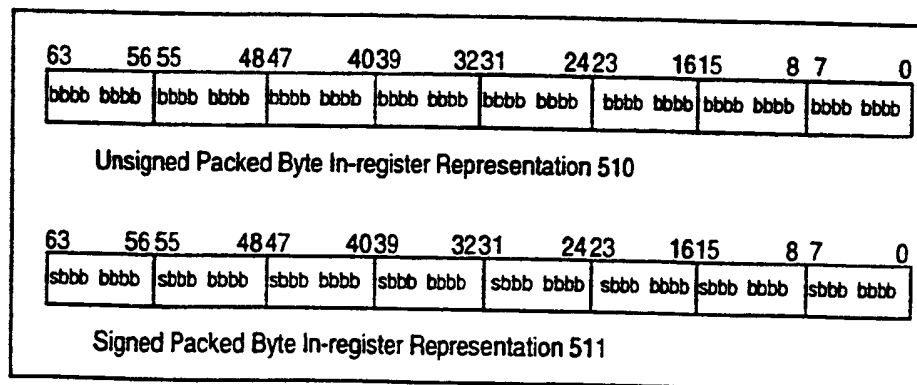 63 56 55 48 47 40 39 32 31 24 23 16 15 8 7 0
bbbb bbbb bbbb bbbb bbbb bbbb bbbb bbbb bbbb bbbb bbbb bbbb bbbb bbbb bbbb bbbb
Unsigned Packed Byte In-register Representation 510
63 56 55 48 47 40 39 32 31 24 23 16 15 8 7 0
sbbb bbbb sbbb bbbb sbbb bbbb sbbb bbbb sbbb bbbb sbbb bbbb sbbb bbbb sbbb bbbb
Signed Packed Byte In-register Representation 511